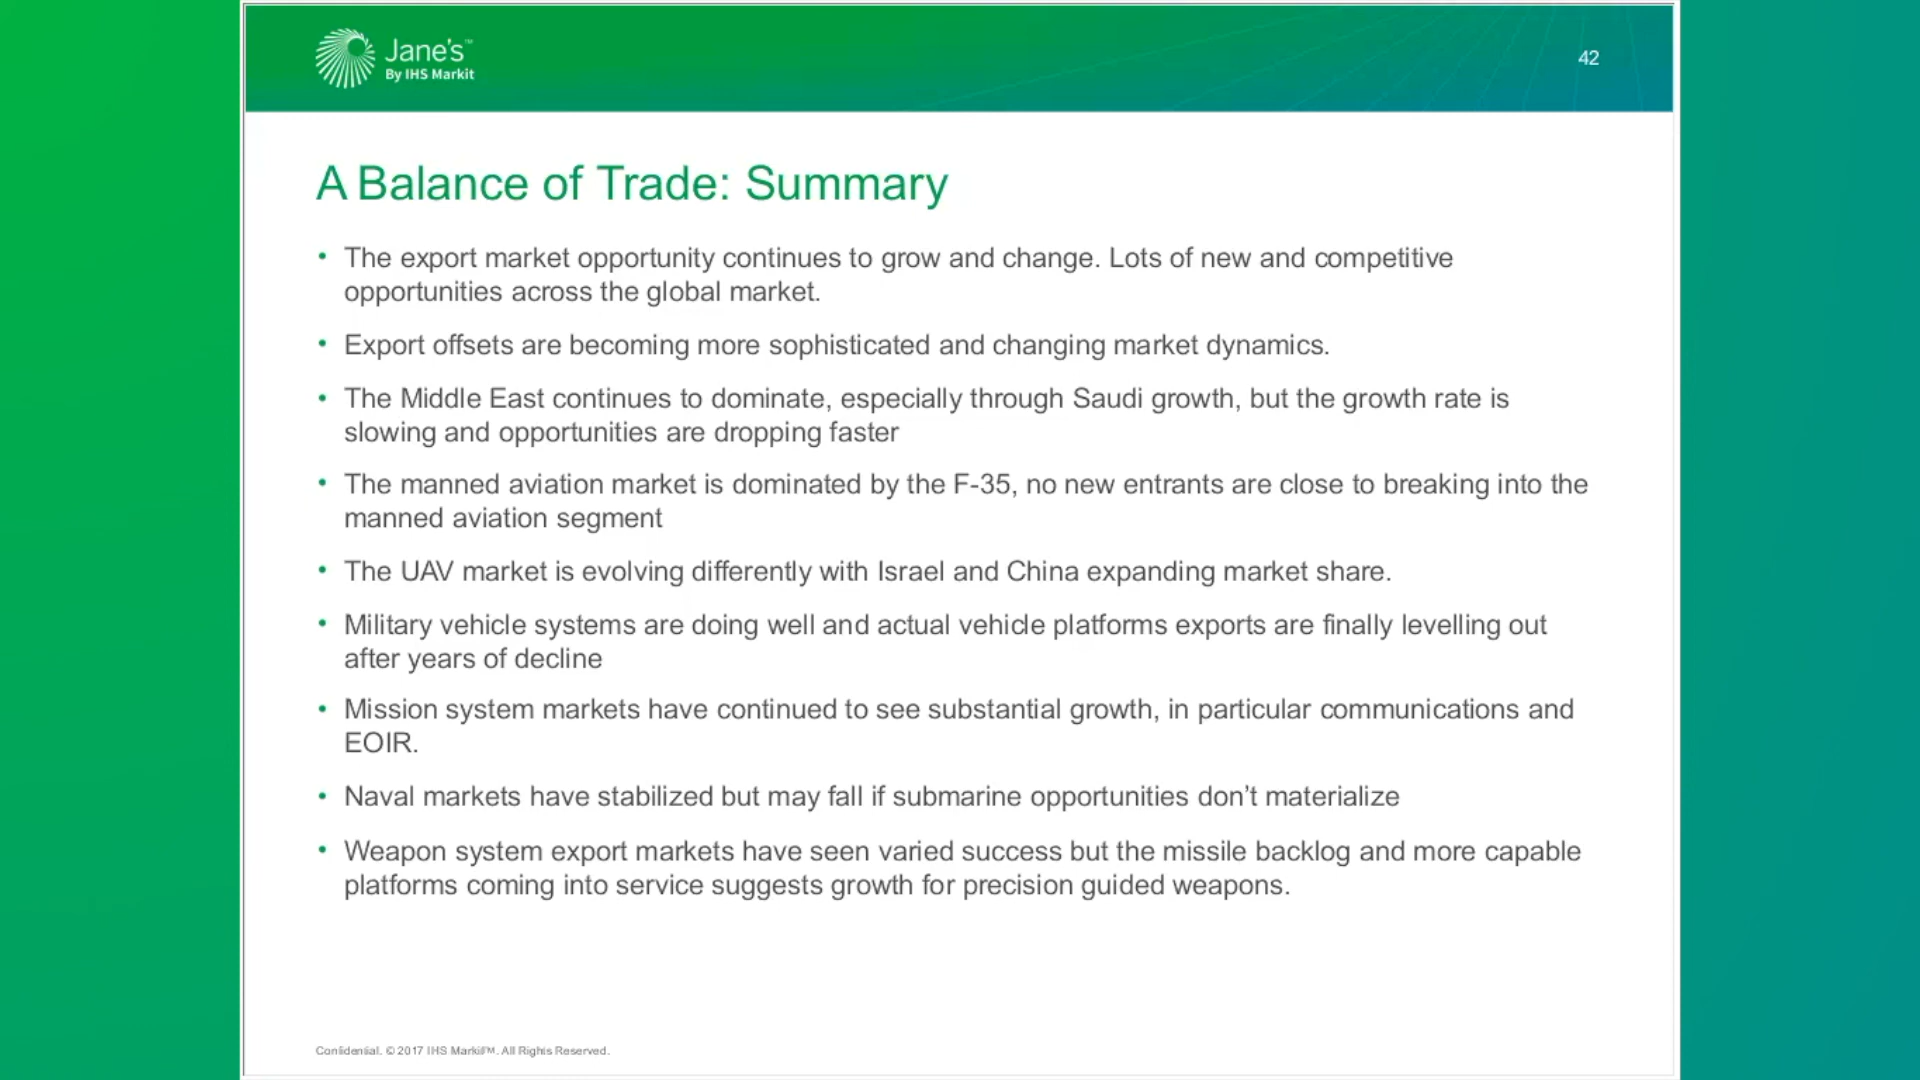 Jane's™
By IHS Markit
42
A Balance of Trade: Summary
• The export market opportunity continues to grow and change. Lots of new and competitive
opportunities across the global market.
• Export offsets are becoming more sophisticated and changing market dynamics.
• The Middle East continues to dominate, especially through Saudi growth, but the growth rate is
slowing and opportunities are dropping faster
• The manned aviation market is dominated by the F-35, no new entrants are close to breaking into the
manned aviation segment
• The UAV market is evolving differently with Israel and China expanding market share.
• Military vehicle systems are doing well and actual vehicle platforms exports are finally levelling out
after years of decline
• Mission system markets have continued to see substantial growth, in particular communications and
EOIR.
• Naval markets have stabilized but may fall if submarine opportunities don’t materialize
• Weapon system export markets have seen varied success but the missile backlog and more capable
platforms coming into service suggests growth for precision guided weapons.
Confidential. © 2017 IHS Markit™. All Rights Reserved.